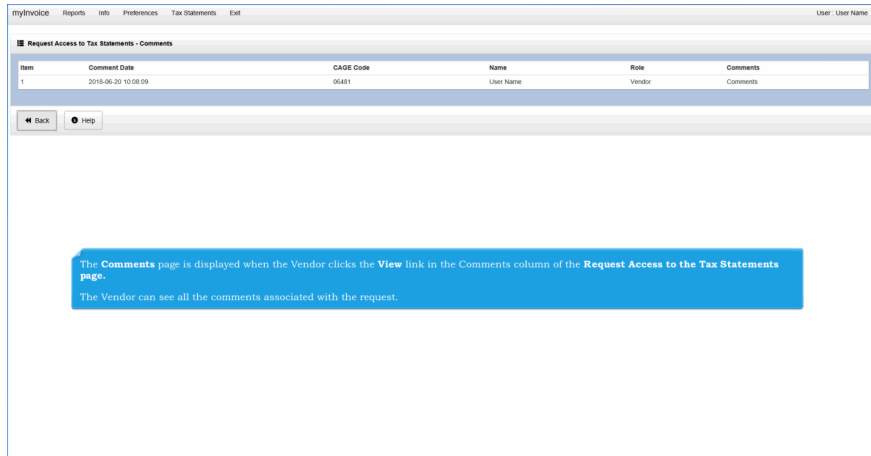 myInvoice Reports Info Preferences Tax Statements Exit User : User Name
Request Access to Tax Statements - Comments
Item Comment Date CAGE Code Name Role Comments
1 2018-06-20 10:08:09 06481 User Name Vendor Comments
Back Help
The Comments page is displayed when the Vendor clicks the View link in the Comments column of the Request Access to the Tax Statements
page.
The Vendor can see all the comments associated with the request.